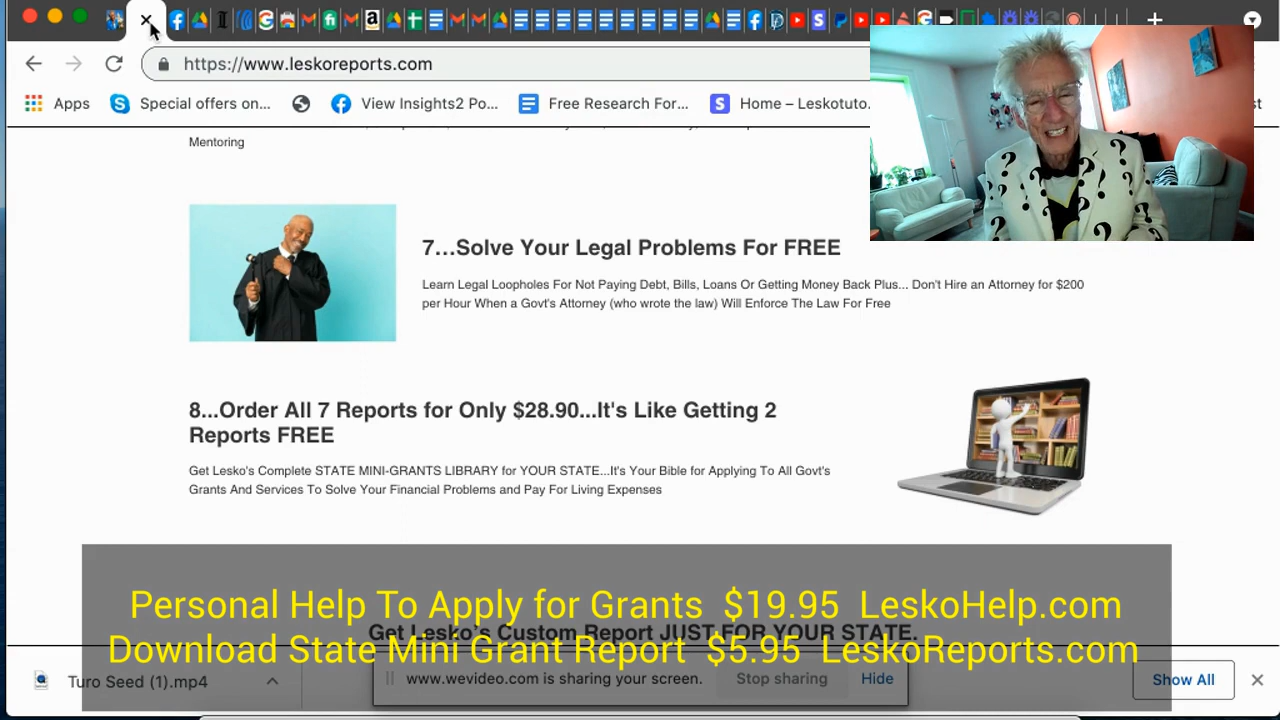 https://www.leskoreports.com
Apps
Special offers on...
View Insights2 Po...
Free Research For...
Home – Leskotuto.
st
Mentoring
7...Solve Your Legal Problems For FREE
Learn Legal Loopholes For Not Paying Debt, Bills, Loans Or Getting Money Back Plus... Don't Hire an Attorney for $200
per Hour When a Govt's Attorney (who wrote the law) Will Enforce The Law For Free
8...Order All 7 Reports for Only $28.90...It's Like Getting 2
Reports FREE
Get Lesko's Complete STATE MINI-GRANTS LIBRARY for YOUR STATE...It's Your Bible for Applying To All Govt's
Grants And Services To Solve Your Financial Problems and Pay For Living Expenses
Personal Help To Apply for Grants $19.95 LeskoHelp.com
Get Lesko's Custom Report JUST FOR YOUR STATE.
Download State Mini Grant Report $5.95 LeskoReports.com
Turo Seed (1).mp4
www.wevideo.com is sharing your screen.
Stop sharing
Hide
Show All